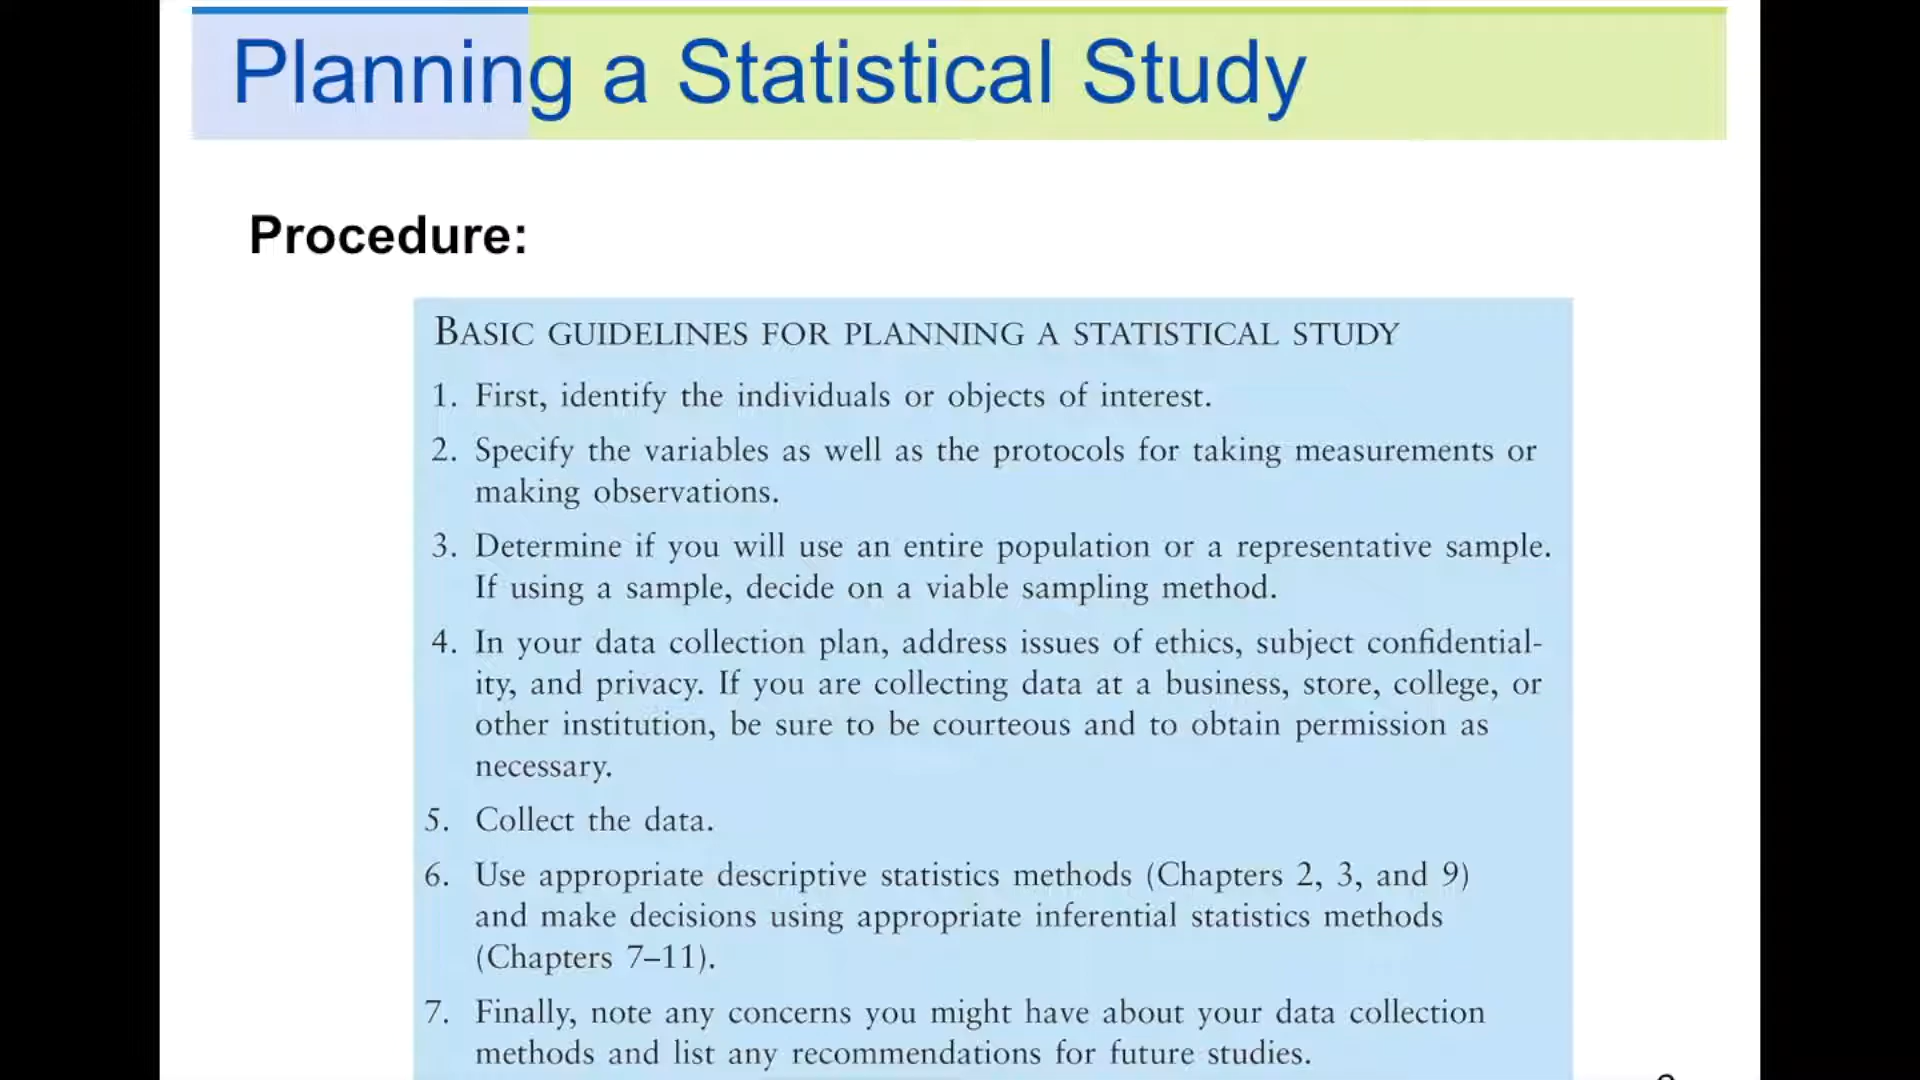 Planning a Statistical Study
Procedure:
BASIC GUIDELINES FOR PLANNING A STATISTICAL STUDY
1. First, identify the individuals or objects of interest.
2. Specify the variables as well as the protocols for taking measurements or
making observations.
3. Determine if you will use an entire population or a representative sample.
If using a sample, decide on a viable sampling method.
4. In your data collection plan, address issues of ethics, subject confidential-
ity, and privacy. If you are collecting data at a business, store, college, or
other institution, be sure to be courteous and to obtain permission as
necessary.
5. Collect the data.
6. Use appropriate descriptive statistics methods (Chapters 2, 3, and 9)
and make decisions using appropriate inferential statistics methods
(Chapters 7–11).
7. Finally, note any concerns you might have about your data collection
methods and list any recommendations for future studies.